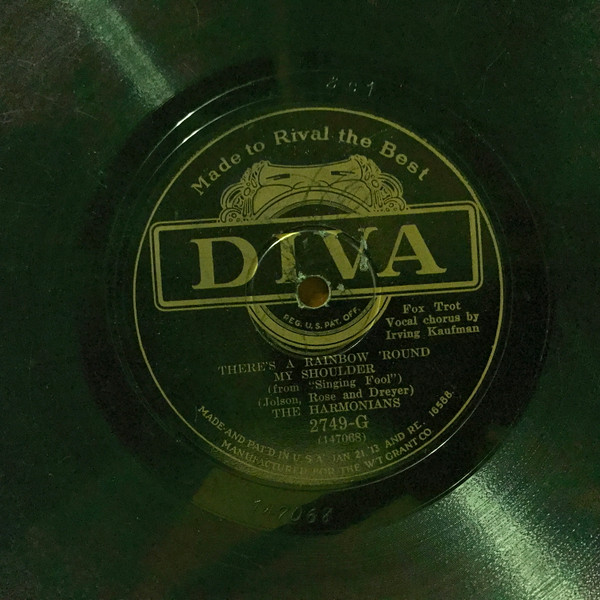 Made to Rival the Best
DIVA
REG. U.S. PAT. OFF.
Fox Trot
Vocal chorus by
Irving Kaufman
THERE'S A RAINBOW 'ROUND
MY SHOULDER
(from "Singing Fool")
(Jolson, Rose and Dreyer)
THE HARMONIANS
2749-G
(147068)
MADE AND PAT'D IN U.S.A. JAN 21, '13 AND RE. 16588.
MANUFACTURED FOR THE W.T. GRANT CO
147068